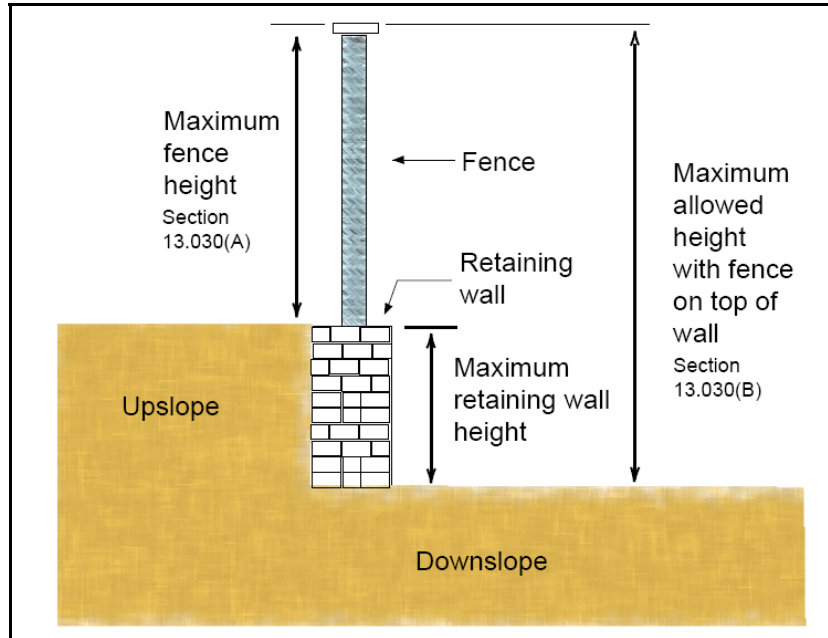 Maximum
fence
height
Section
13.030(A)
Fence
Retaining
wall
Maximum
allowed
height
with fence
on top of
wall
Section
13.030(B)
Maximum
retaining wall
height
Upslope
Downslope